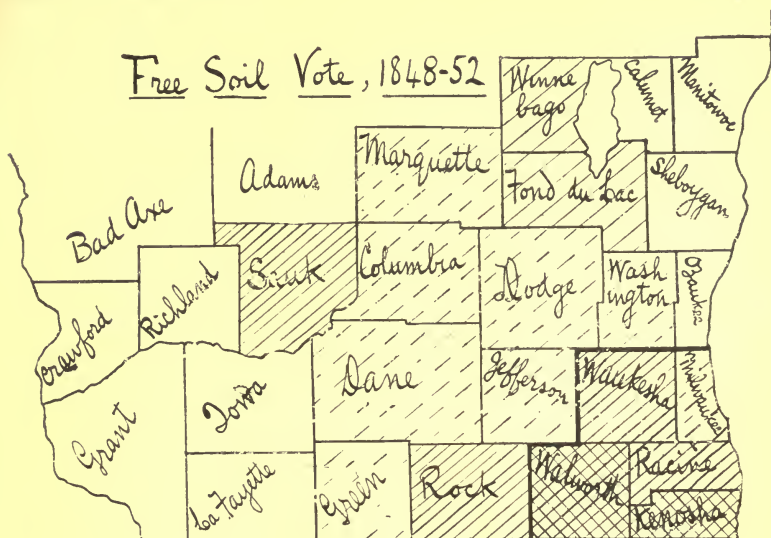 Free Soil Vote, 1848-52
Winne
bago
Calumet
Manitowoc
Marquette
Adams
Fond du Lac
Sheboygan
Bad Axe
Sauk
Columbia
Dodge
Wash
ington
Ozaukee
Richland
Crawford
Dane
Jefferson
Waukesha
Milwaukee
Iowa
Grant
La Fayette
Green
Rock
Walworth
Racine
Kenosha